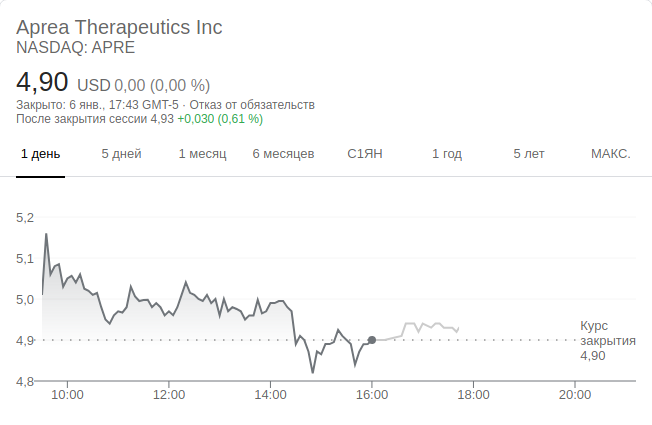 Aprea Therapeutics Inc
NASDAQ: APRE
4,90 USD 0,00 (0,00 %)
Закрыто: 6 янв., 17:43 GMT-5 · Отказ от обязательств
После закрытия сессии 4,93 +0,030 (0,61 %)
1 день 5 дней 1 месяц 6 месяцев С1ЯН 1 год 5 лет МАКС.
5,2
5,1
5,0
4,9
4,8
Курс
закрытия
4,90
10:00 12:00 14:00 16:00 18:00 20:00